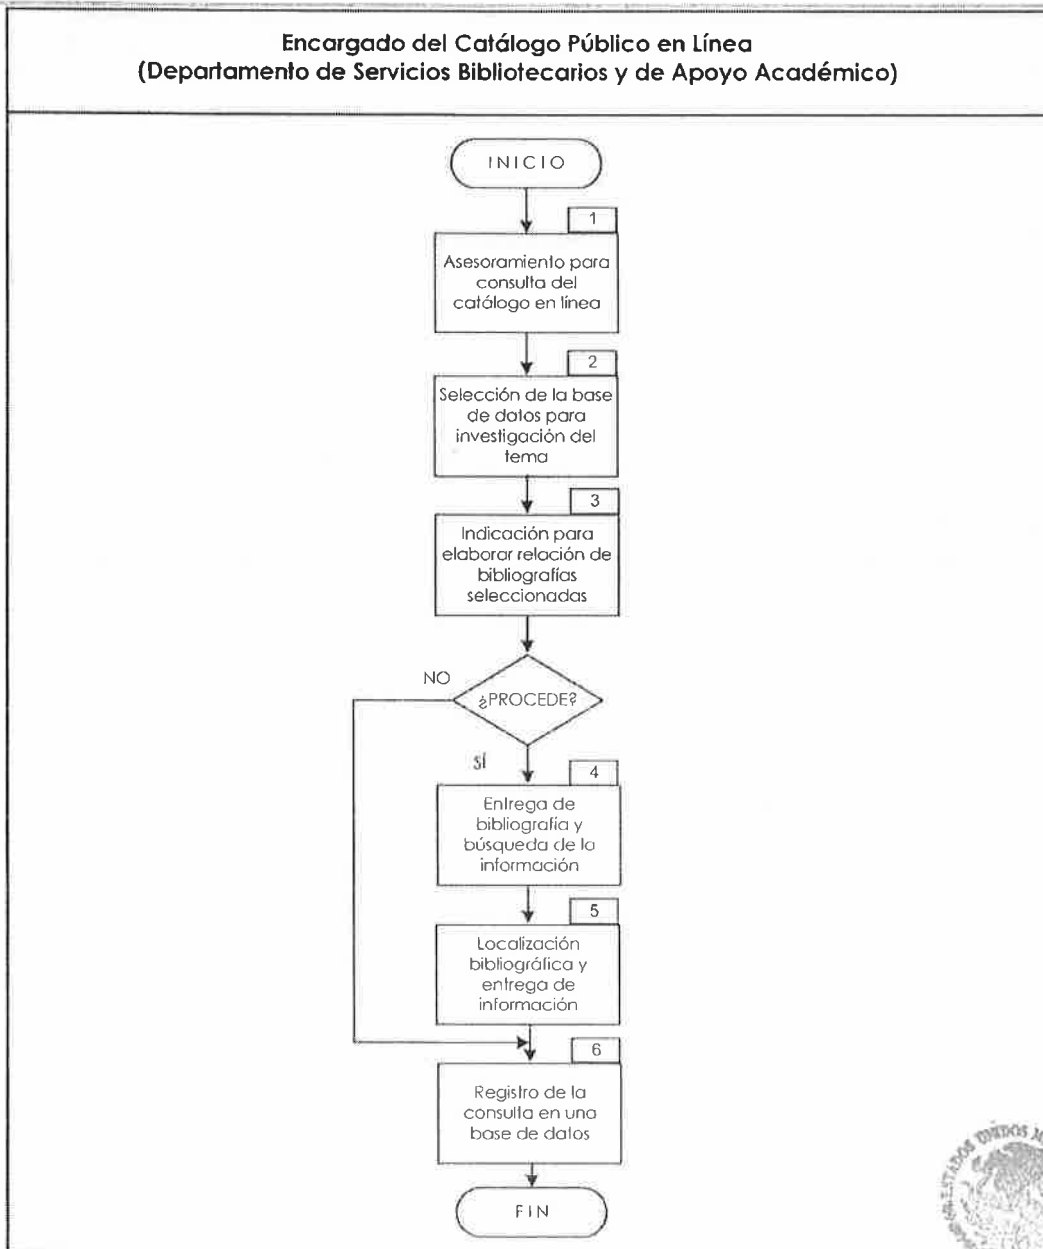 Encargado del Catálogo Público en Línea
(Departamento de Servicios Bibliotecarios y de Apoyo Académico)
INICIO
1
Asesoramiento para
consulta del
catálogo en línea
2
Selección de la base
de datos para
investigación del
tema
3
Indicación para
elaborar relación de
bibliografías
seleccionadas
NO
¿PROCEDE?
SÍ
4
Entrega de
bibliografía y
búsqueda de la
información
5
Localización
bibliográfica y
entrega de
información
6
Registro de la
consulta en una
base de datos
FIN
ESTADOS UNIDOS